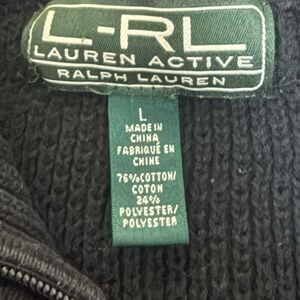 L-RL
LAUREN ACTIVE
RALPH LAUREN
L
MADE IN
CHINA
FABRIQUÉ EN
CHINE
76%COTTON/
COTON
24%
POLYESTER/
POLYESTER